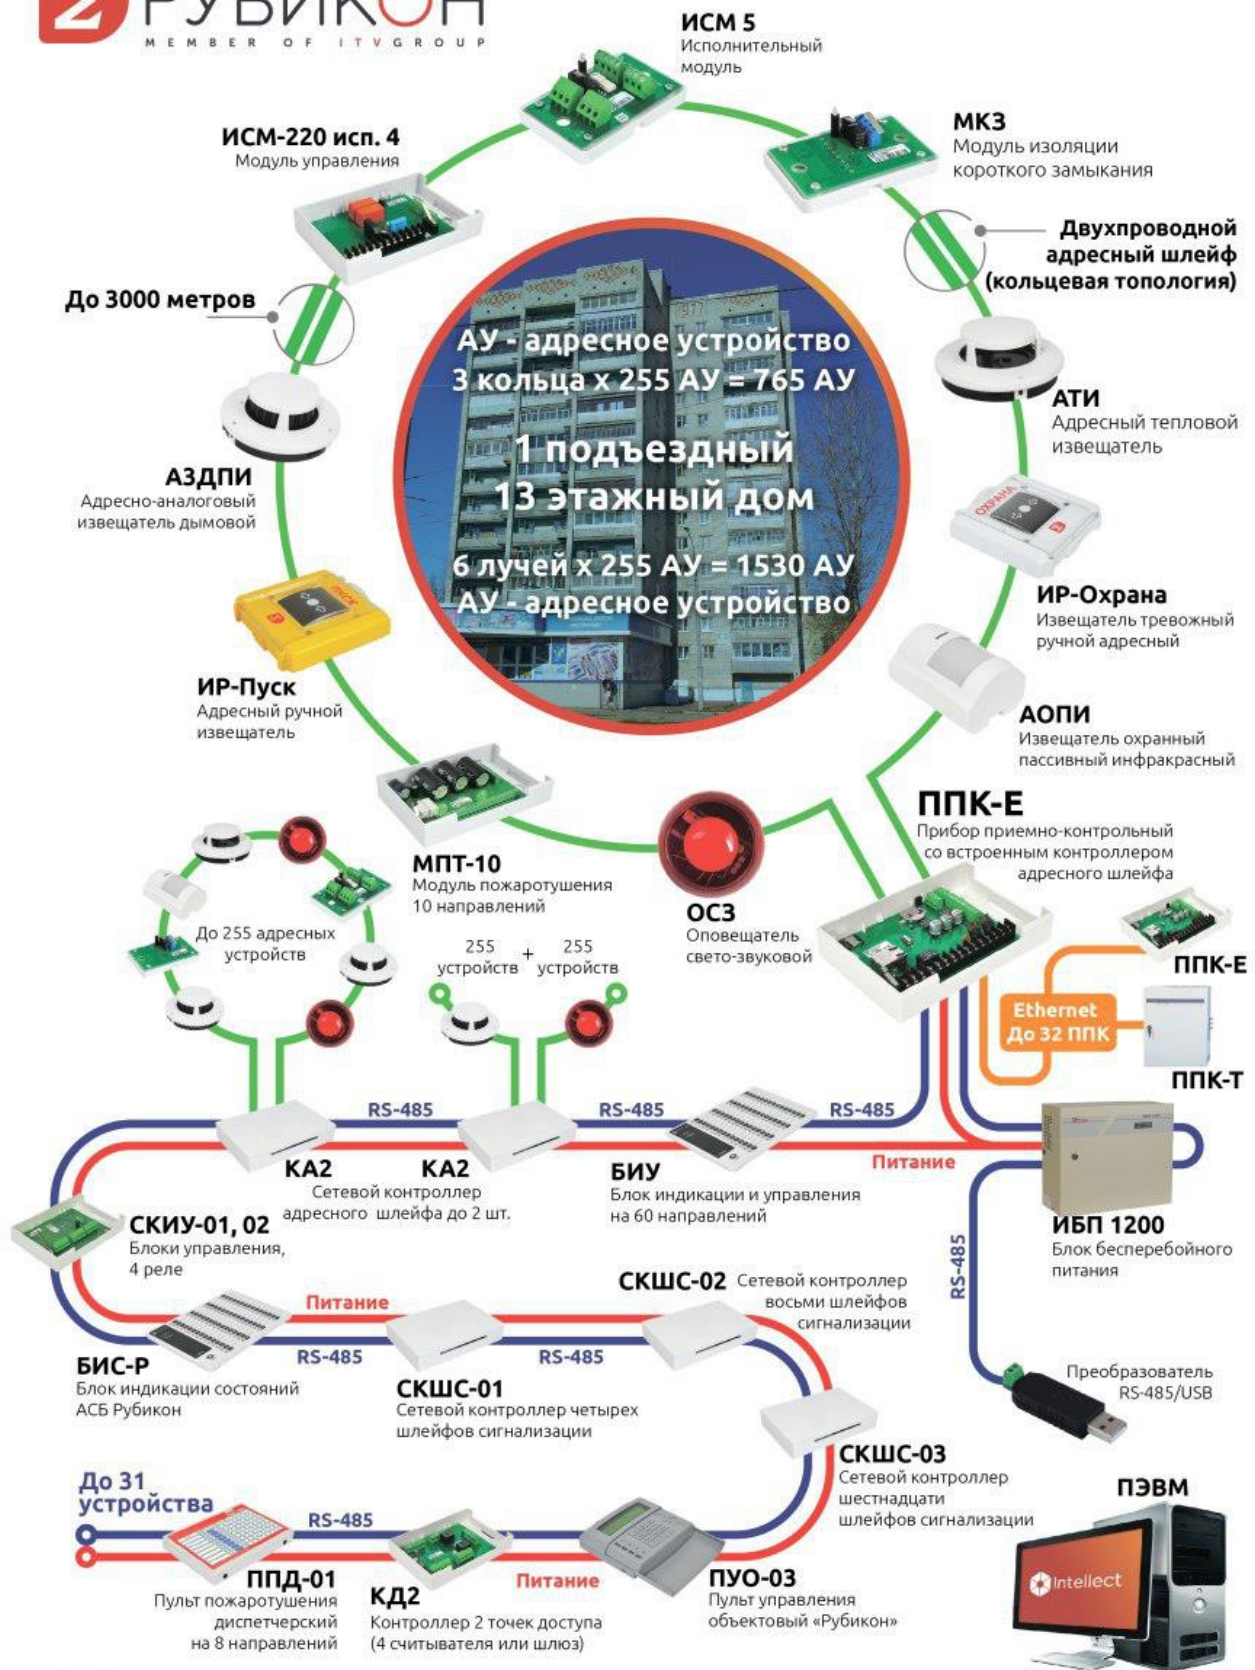 РУБИКОН
MEMBER OF ITVGROUP
ИСМ 5
Исполнительный
модуль
ИСМ-220 исп. 4
Модуль управления
МКЗ
Модуль изоляции
короткого замыкания
Двухпроводной
адресный шлейф
(кольцевая топология)
До 3000 метров
АУ - адресное устройство
3 кольца x 255 АУ = 765 АУ
1 подъездный
13 этажный дом
6 лучей x 255 АУ = 1530 АУ
АУ - адресное устройство
АТИ
Адресный тепловой
извещатель
АЗДПИ
Адресно-аналоговый
извещатель дымовой
ОХРАНА
ИР-Охрана
Извещатель тревожный
ручной адресный
ПУСК
ИР-Пуск
Адресный ручной
извещатель
АОПИ
Извещатель охранный
пассивный инфракрасный
ППК-Е
Прибор приемно-контрольный
со встроенным контроллером
адресного шлейфа
МПТ-10
Модуль пожаротушения
10 направлений
ОСЗ
Оповещатель
свето-звуковой
До 255 адресных
устройств
255 устройств + 255 устройств
ППК-Е
Ethernet
До 32 ППК
ППК-Т
RS-485
RS-485
RS-485
Питание
КА2
КА2
Сетевой контроллер
адресного шлейфа до 2 шт.
БИУ
Блок индикации и управления
на 60 направлений
ИБП 1200
Блок бесперебойного
питания
СКИУ-01, 02
Блоки управления,
4 реле
RS-485
СКШС-02
Сетевой контроллер
восьми шлейфов
сигнализации
Питание
RS-485
RS-485
БИС-Р
Блок индикации состояний
АСБ Рубикон
СКШС-01
Сетевой контроллер четырех
шлейфов сигнализации
Преобразователь
RS-485/USB
СКШС-03
Сетевой контроллер
шестнадцати
шлейфов сигнализации
До 31
устройства
RS-485
ПЭВМ
Intellect
Питание
ППД-01
Пульт пожаротушения
диспетчерский
на 8 направлений
КД2
Контроллер 2 точек доступа
(4 считывателя или шлюз)
ПУО-03
Пульт управления
объектовый «Рубикон»